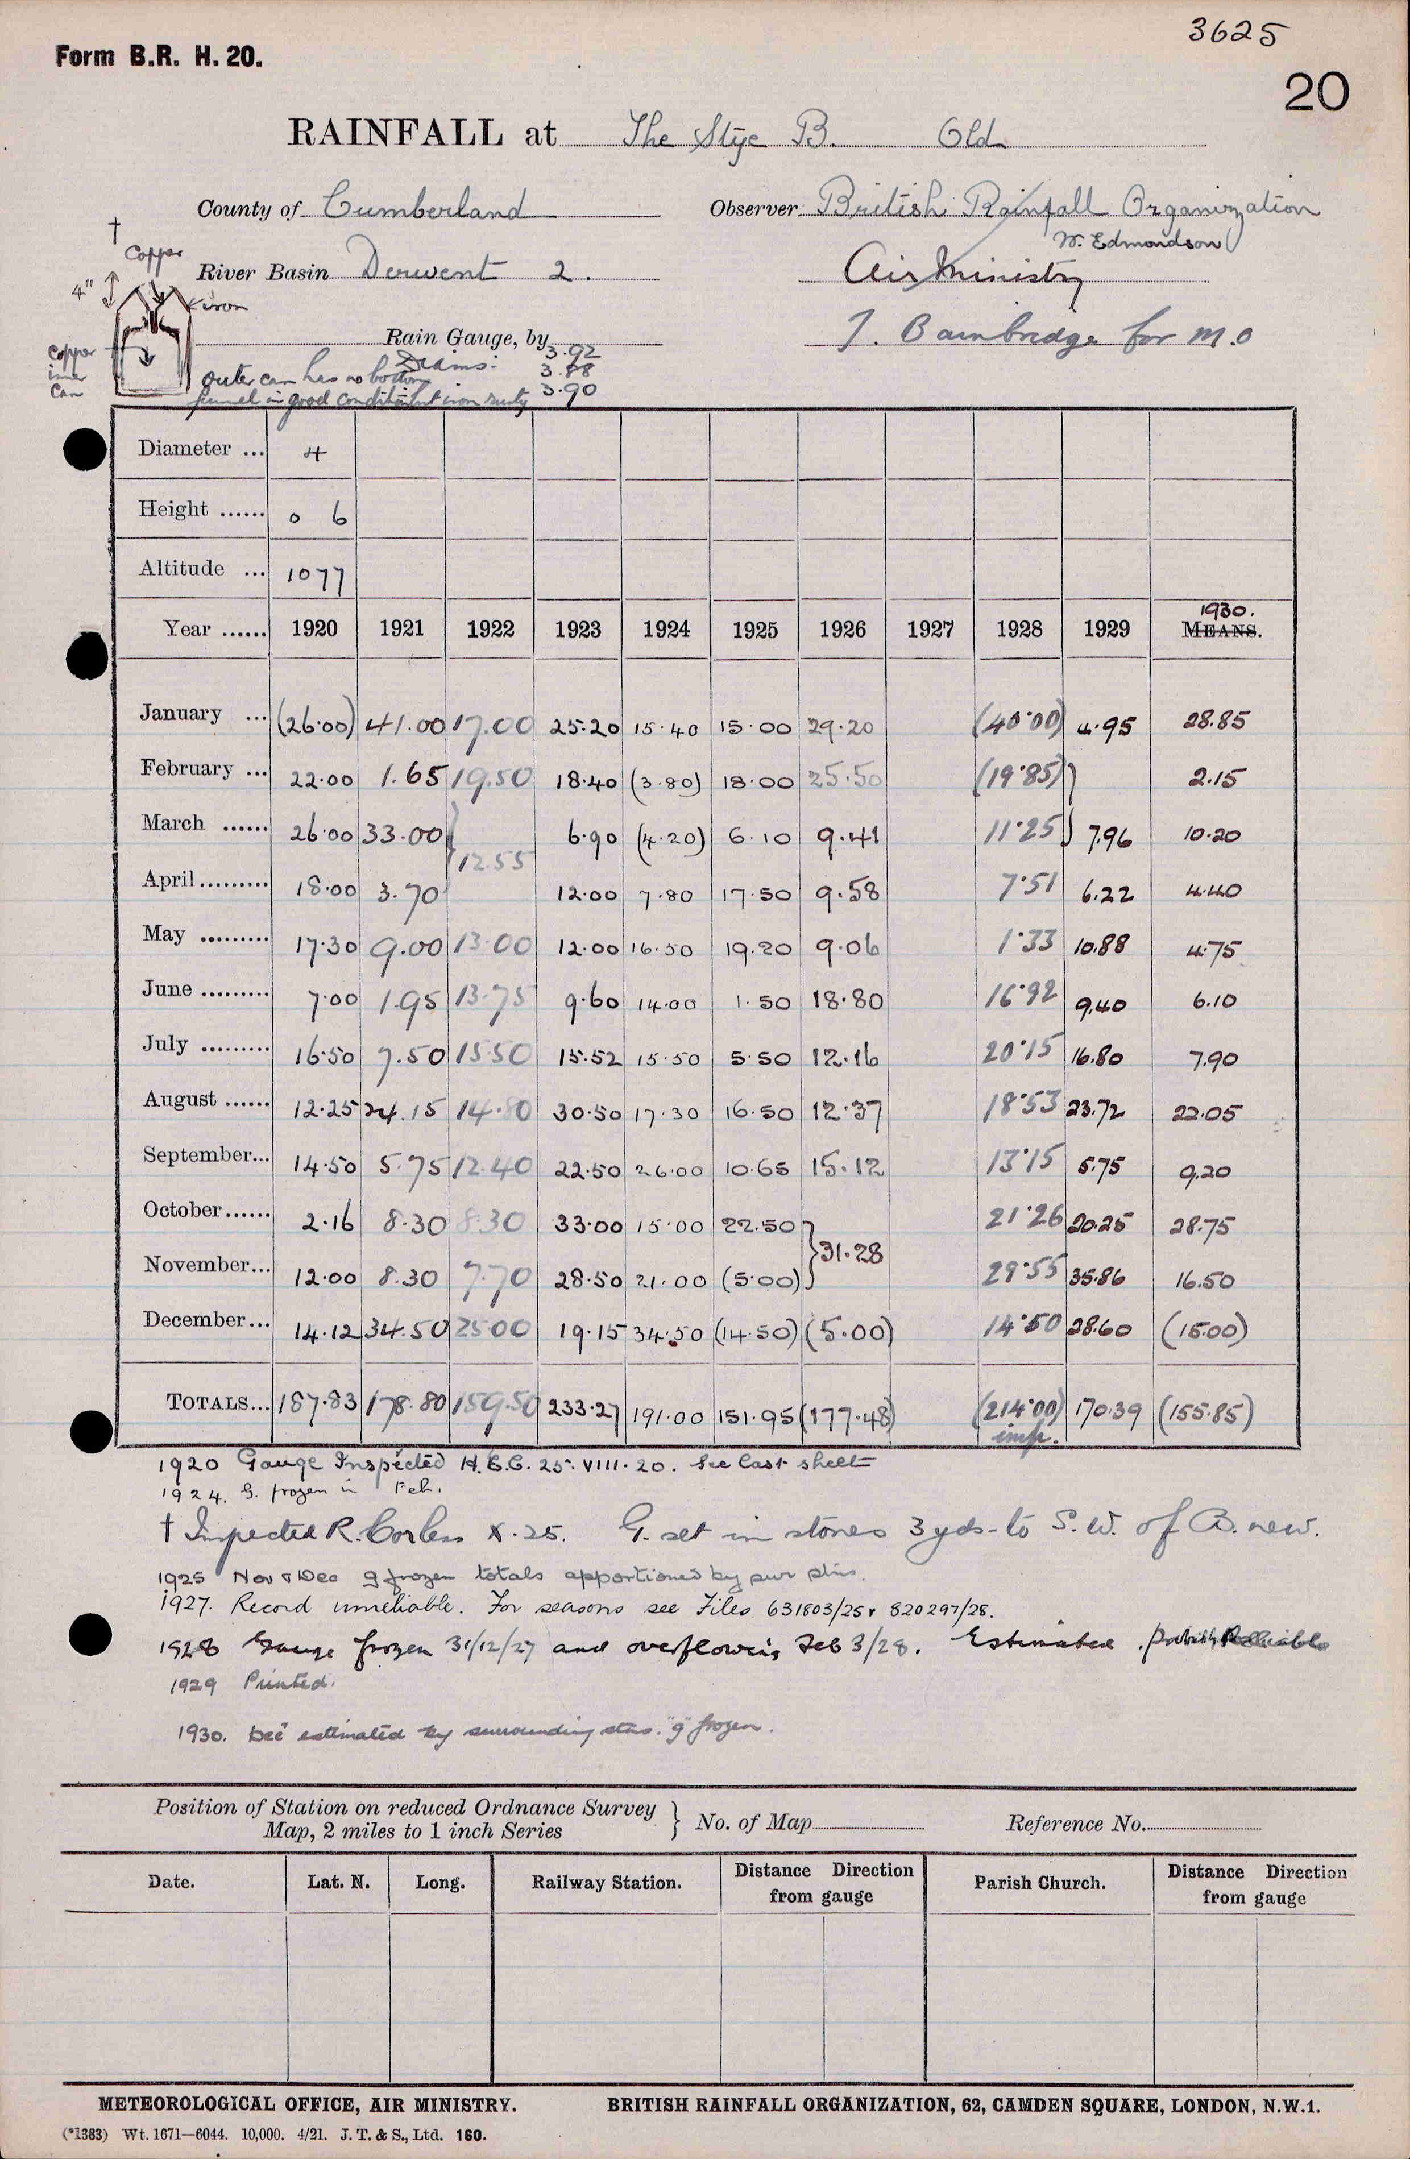 3625
Form B.R. H. 20.
20
RAINFALL at The Stye B. Old
County of Cumberland Observer British Rainfall Organization
W. Edmondson
River Basin Derwent 2. Air Ministry
† Copper
4" iron
Rain Gauge, by T. Bambridge for M.O
Copper inner can
Diams: 3.92
3.88
3.90
outer can has no bottom
funnel in good condition but iron rusty
Diameter ... 4
Height ...... 0 6
Altitude ... 1077
1930.
Year ...... 1920 1921 1922 1923 1924 1925 1926 1927 1928 1929 MEANS.
January ... (26.00) 41.00 17.00 25.20 15.40 15.00 29.20 (40.00) 4.95 28.85
February ... 22.00 1.65 19.50 18.40 (3.80) 18.00 25.50 (19.85) } 2.15
March ...... 26.00 33.00 } 6.90 (4.20) 6.10 9.41 11.25 } 7.96 10.20
12.55
April ......... 18.00 3.70 12.00 7.80 17.50 9.58 7.51 6.22 4.40
May ......... 17.30 9.00 13.00 12.00 16.50 19.20 9.06 1.33 10.88 4.75
June ......... 7.00 1.95 13.75 9.60 14.00 1.50 18.80 16.92 9.40 6.10
July ......... 16.50 7.50 15.50 15.52 15.50 5.50 12.16 20.15 16.80 7.90
August ...... 12.25 24.15 14.80 30.50 17.30 16.50 12.37 18.53 23.72 22.05
September... 14.50 5.75 12.40 22.50 26.00 10.65 15.12 13.15 5.75 9.20
October...... 2.16 8.30 8.30 33.00 15.00 22.50 21.26 20.25 28.75
} 31.28
November... 12.00 8.30 7.70 28.50 21.00 (5.00) 29.55 35.86 16.50
December... 14.12 34.50 25.00 19.15 34.50 (14.50) (5.00) 14.50 28.60 (15.00)
TOTALS... 187.83 178.80 159.50 233.27 191.00 151.95 (177.48) (214.00) 170.39 (155.85)
imp.
1920 Gauge Inspected H.E.C. 25.VIII.20. See last sheet
1924. G. frozen in Feb.
† Inspected R. Corless X.25. G. set in stones 3 yds to S.W. of B. new.
1925 Nov & Dec g frozen totals apportioned by sur stns.
1927. Record unreliable. For seasons see Files 631803/25 & 820297/28.
1928 Gauge frozen 31/12/27 and overflowing Feb 3/28. Estimated
1929 Printed.
1930. Dec estimated by surrounding stns. "g" frozen.
Position of Station on reduced Ordnance Survey } No. of Map Reference No.
Map, 2 miles to 1 inch Series
Date. Lat. N. Long. Railway Station. Distance Direction from gauge Parish Church. Distance Direction from gauge
METEOROLOGICAL OFFICE, AIR MINISTRY. BRITISH RAINFALL ORGANIZATION, 62, CAMDEN SQUARE, LONDON, N.W.1.
(*1383) Wt. 1671—6044. 10,000. 4/21. J. T. & S., Ltd. 160.